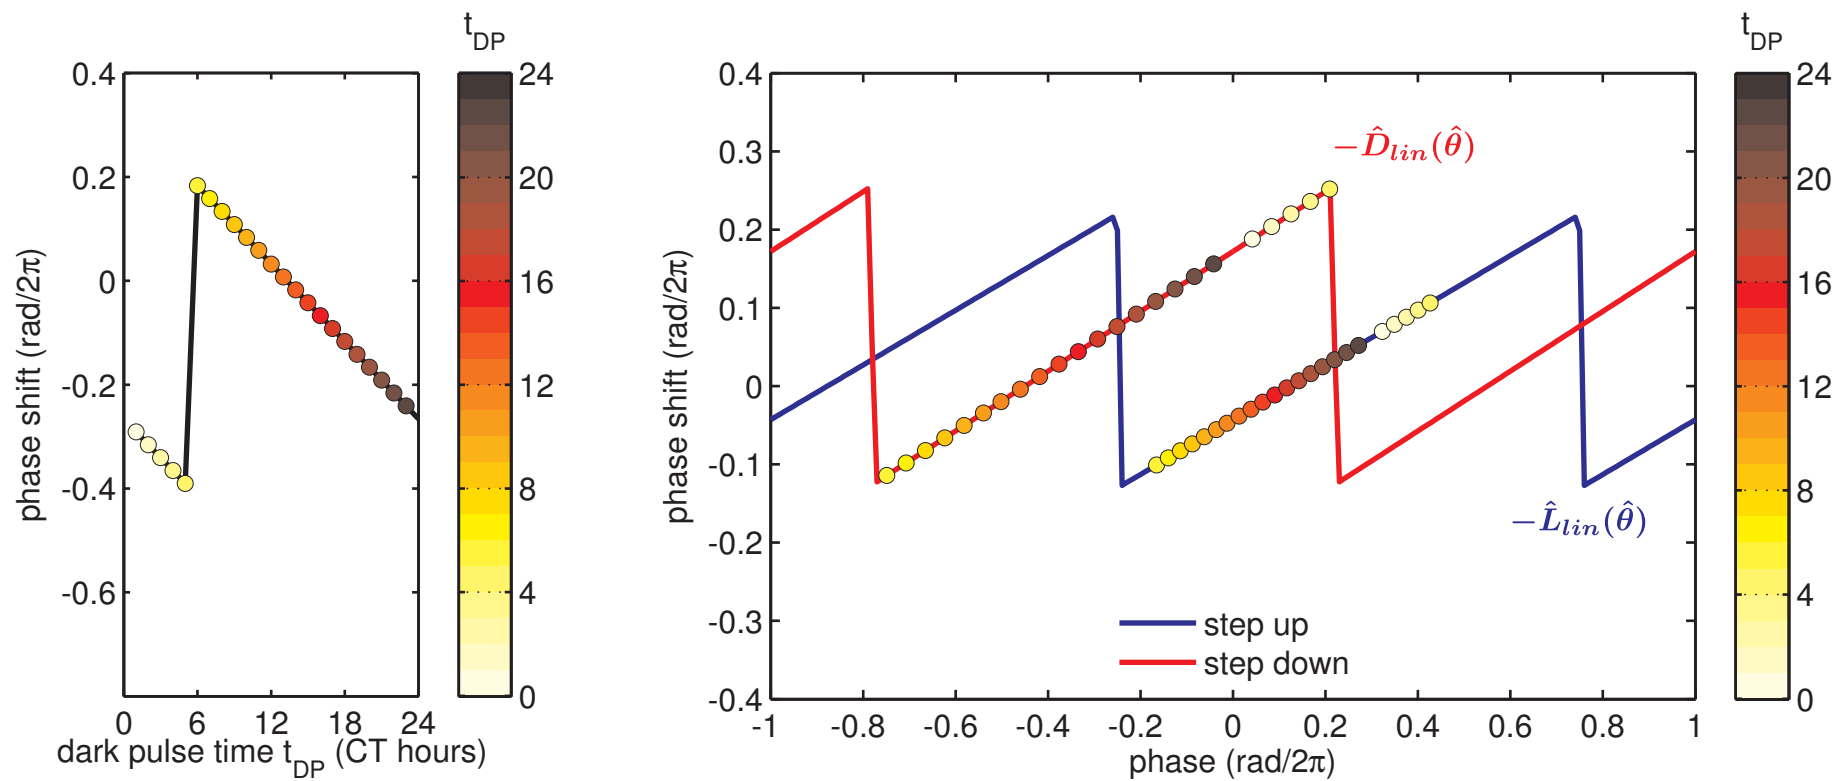 t_DP
0.4
0.2
0
-0.2
-0.4
-0.6
phase shift (rad/2π)
0 6 12 18 24
dark pulse time t_DP (CT hours)
24
20
16
12
8
4
0
t_DP
0.4
0.3
0.2
0.1
0
-0.1
-0.2
-0.3
-0.4
phase shift (rad/2π)
-1 -0.8 -0.6 -0.4 -0.2 0 0.2 0.4 0.6 0.8 1
phase (rad/2π)
−D̂_lin(θ̂)
−L̂_lin(θ̂)
step up
step down
24
20
16
12
8
4
0